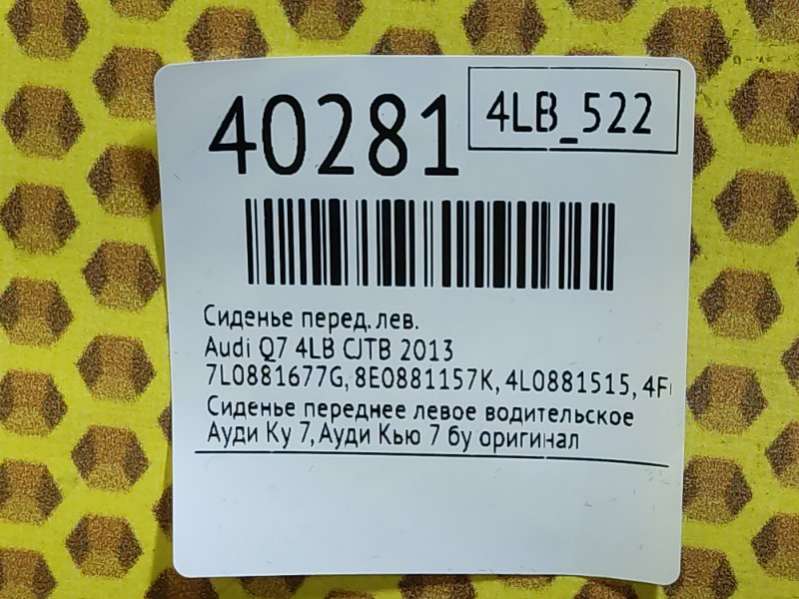 40281
4LB_522
Сиденье перед. лев.
Audi Q7 4LB CJTB 2013
7L0881677G, 8E0881157K, 4L0881515, 4F
Сиденье переднее левое водительское
Ауди Ку 7, Ауди Кью 7 бу оригинал